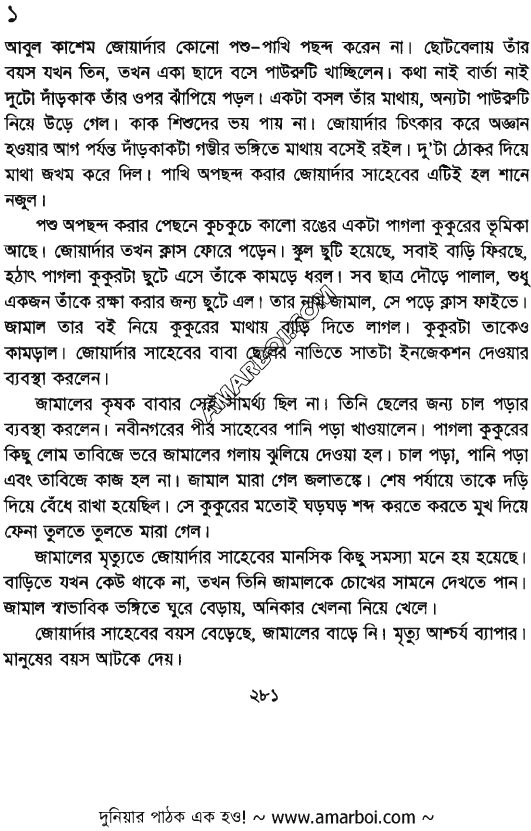 ১
আবুল কাশেম জোয়ার্দার কোনো পশু-পাখি পছন্দ করেন না। ছোটবেলায় তাঁর
বয়স যখন তিন, তখন একা ছাদে বসে পাউরুটি খাচ্ছিলেন। কথা নাই বার্তা নাই
দুটো দাঁড়কাক তাঁর ওপর ঝাঁপিয়ে পড়ল। একটা বসল তাঁর মাথায়, অন্যটা পাউরুটি
নিয়ে উড়ে গেল। কাক শিশুদের ভয় পায় না। জোয়ার্দার চিৎকার করে অজ্ঞান
হওয়ার আগ পর্যন্ত দাঁড়কাকটা গম্ভীর ভঙ্গিতে মাথায় বসেই রইল। দু'টা ঠোকর দিয়ে
মাথা জখম করে দিল। পাখি অপছন্দ করার জোয়ার্দার সাহেবের এটিই হল শানে
নজুল।
পশু অপছন্দ করার পেছনে কুচকুচে কালো রঙের একটা পাগলা কুকুরের ভূমিকা
আছে। জোয়ার্দার তখন ক্লাস ফোরে পড়েন। স্কুল ছুটি হয়েছে, সবাই বাড়ি ফিরছে,
হঠাৎ পাগলা কুকুরটা ছুটে এসে তাঁকে কামড়ে ধরল। সব ছাত্র দৌড়ে পালাল, শুধু
একজন তাঁকে রক্ষা করার জন্য ছুটে এল। তার নাম জামাল, সে পড়ে ক্লাস ফাইভে।
জামাল তার বই নিয়ে কুকুরের মাথায় বাড়ি দিতে লাগল। কুকুরটা তাকেও
কামড়াল। জোয়ার্দার সাহেবের বাবা ছেলের নাভিতে সাতটা ইনজেকশন দেওয়ার
ব্যবস্থা করলেন।
জামালের কৃষক বাবার সেই সামর্থ্য ছিল না। তিনি ছেলের জন্য চাল পড়ার
ব্যবস্থা করলেন। নবীনগরের পীর সাহেবের পানি পড়া খাওয়ালেন। পাগলা কুকুরের
কিছু লোম তাবিজে ভরে জামালের গলায় ঝুলিয়ে দেওয়া হল। চাল পড়া, পানি পড়া
এবং তাবিজে কাজ হল না। জামাল মারা গেল জলাতঙ্কে। শেষ পর্যায়ে তাকে দড়ি
দিয়ে বেঁধে রাখা হয়েছিল। সে কুকুরের মতোই ঘড়ঘড় শব্দ করতে করতে মুখ দিয়ে
ফেনা তুলতে তুলতে মারা গেল।
জামালের মৃত্যুতে জোয়ার্দার সাহেবের মানসিক কিছু সমস্যা মনে হয় হয়েছে।
বাড়িতে যখন কেউ থাকে না, তখন তিনি জামালকে চোখের সামনে দেখতে পান।
জামাল স্বাভাবিক ভঙ্গিতে ঘুরে বেড়ায়, অনিকার খেলনা নিয়ে খেলে।
জোয়ার্দার সাহেবের বয়স বেড়েছে, জামালের বাড়ে নি। মৃত্যু আশ্চর্য ব্যাপার।
মানুষের বয়স আটকে দেয়।
২৮১
AMARBOI.COM
দুনিয়ার পাঠক এক হও! ~ www.amarboi.com ~